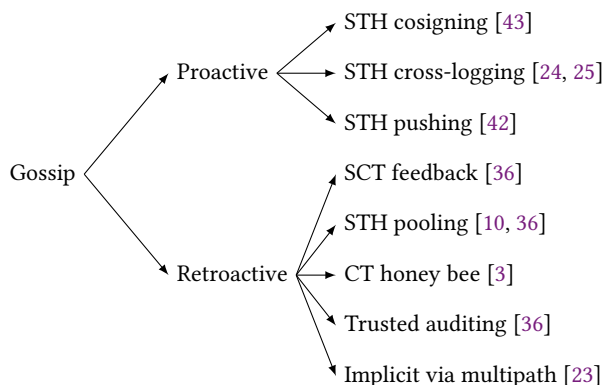 STH cosigning [43]
Proactive
STH cross-logging [24, 25]
STH pushing [42]
Gossip
SCT feedback [36]
STH pooling [10, 36]
Retroactive
CT honey bee [3]
Trusted auditing [36]
Implicit via multipath [23]